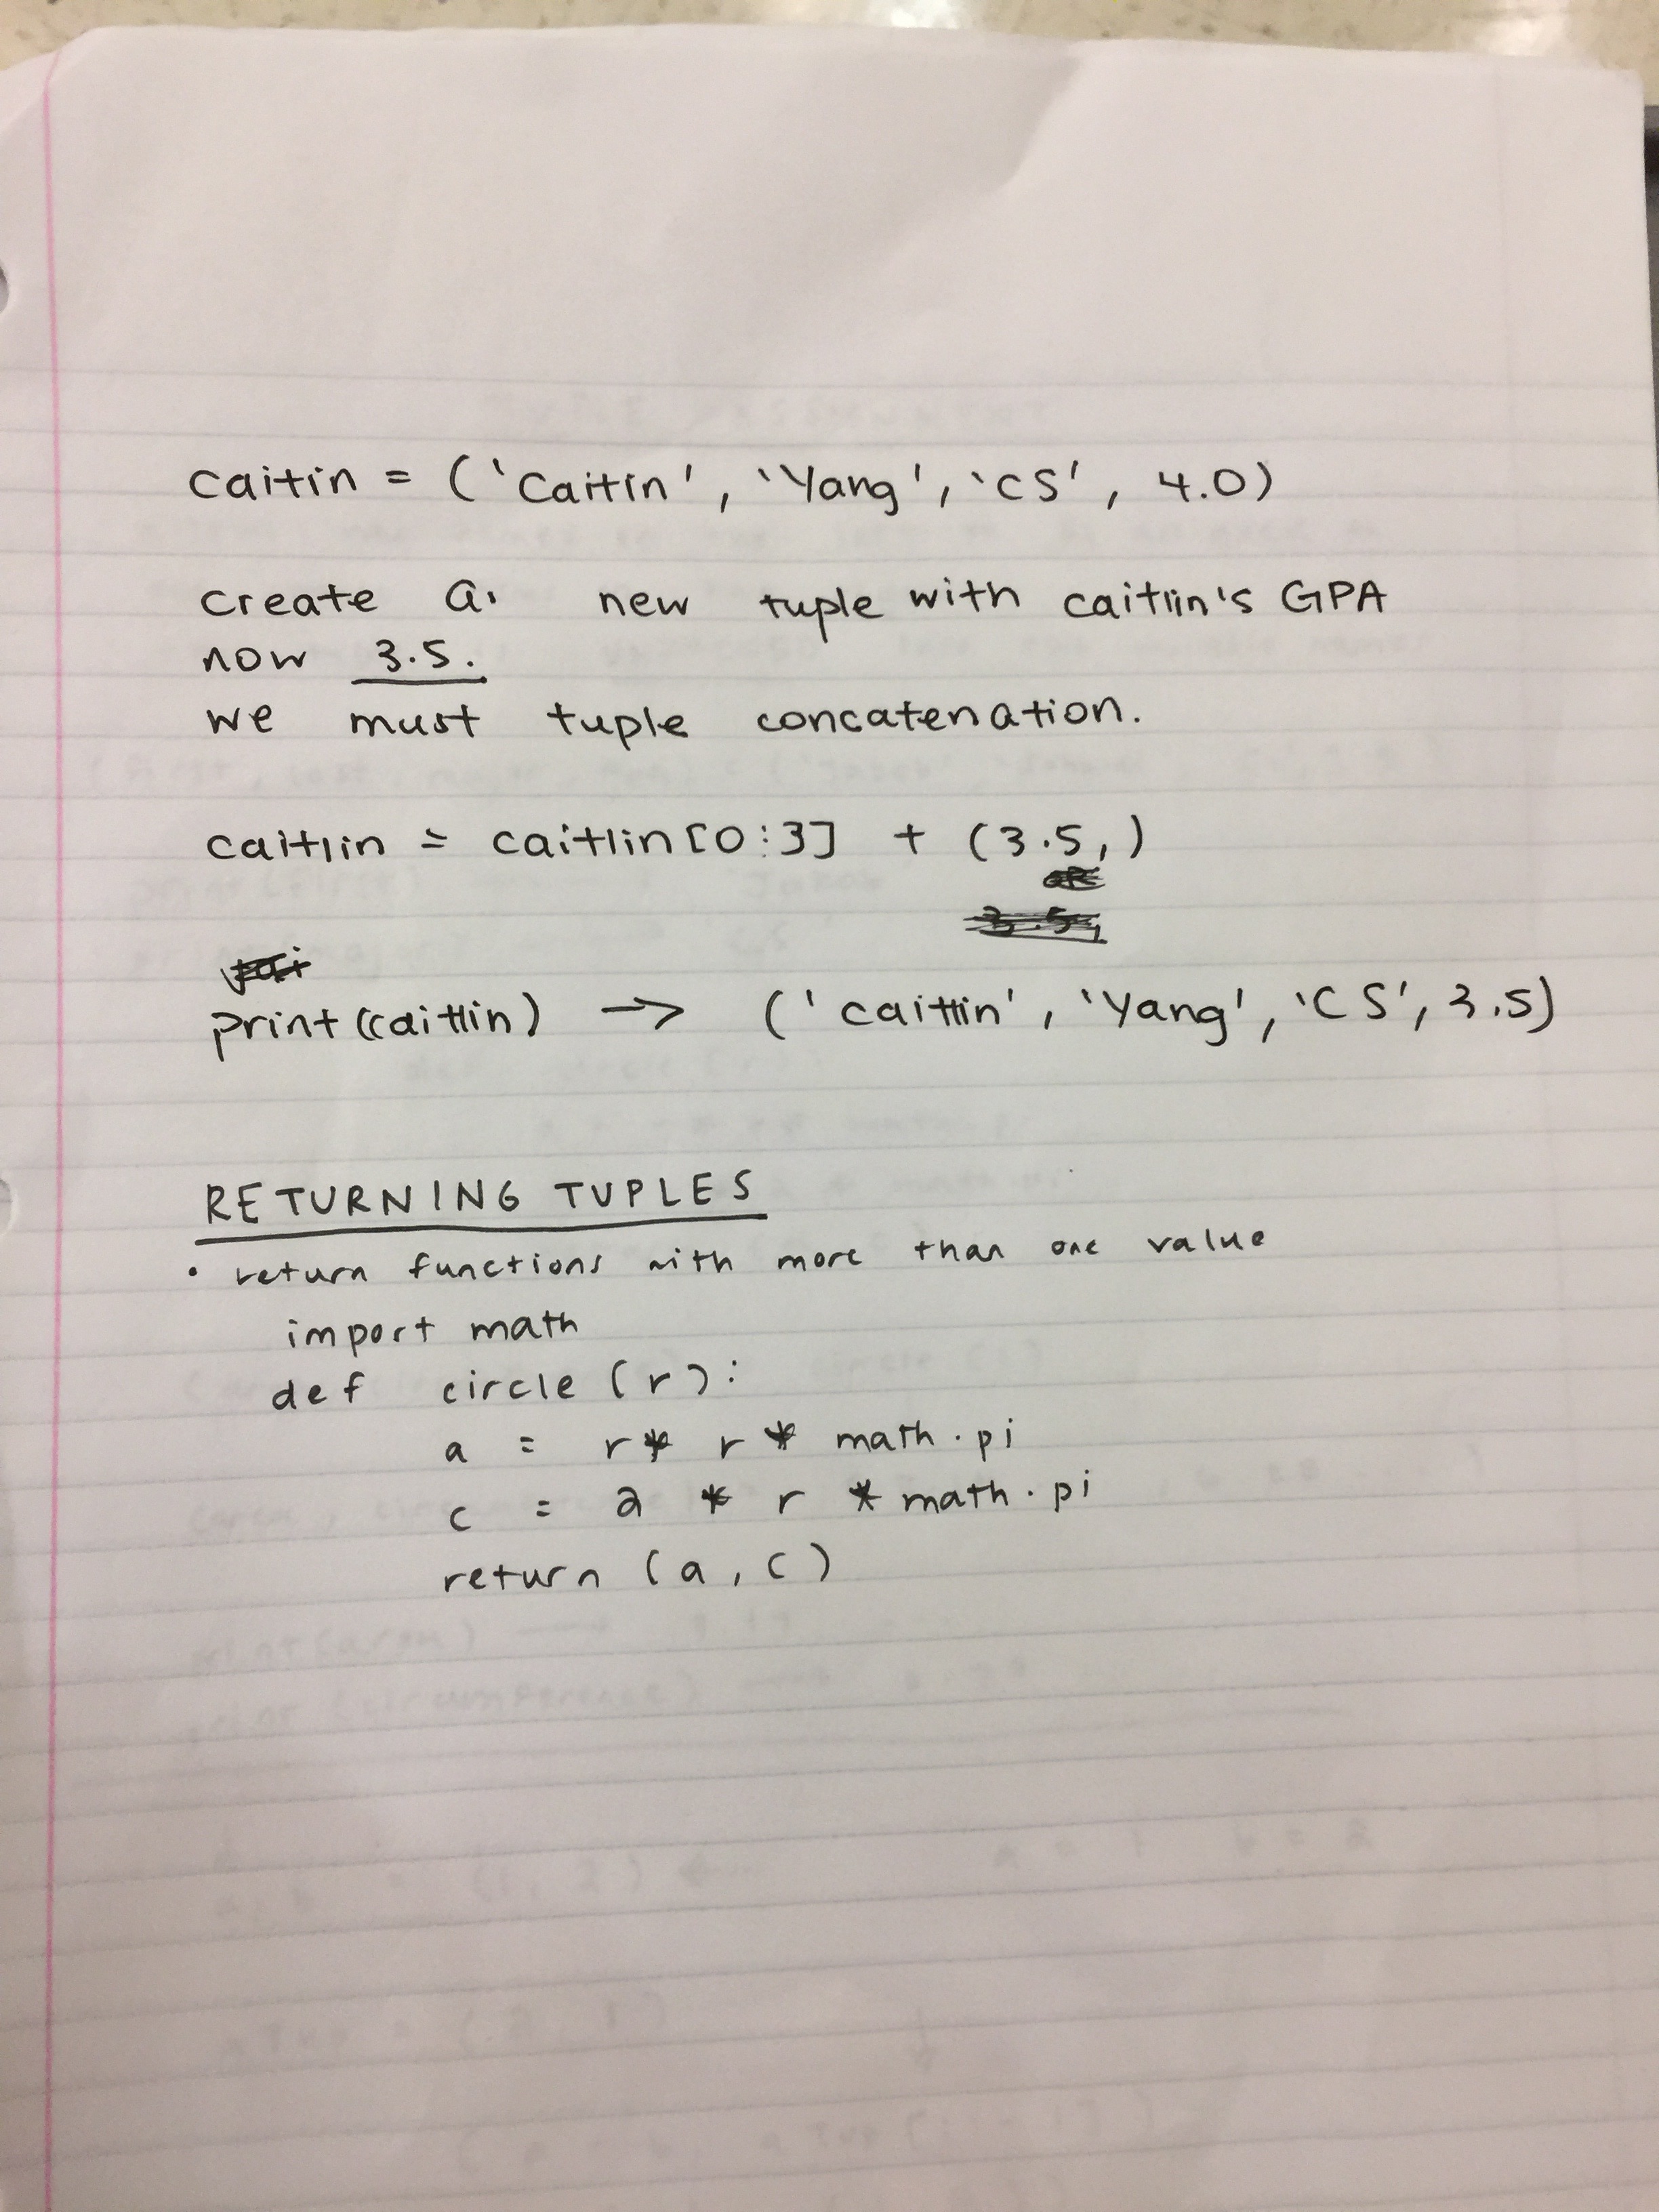 caitin = ('Caitin', 'Yang', 'CS', 4.0)
create a new tuple with caitlin's GPA
now 3.5.
we must tuple concatenation.
caitlin = caitlin[0:3] + (3.5,)
print(caitlin) → ('caitlin', 'Yang', 'CS', 3.5)
RETURNING TUPLES
• return functions with more than one value
import math
def circle (r):
a = r * r * math.pi
c = 2 * r * math.pi
return (a, c)